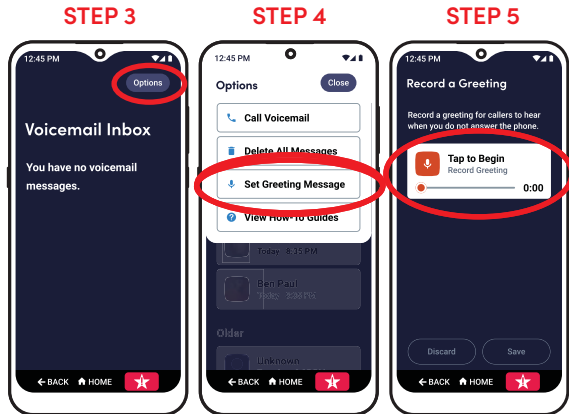 STEP 3
12:45 PM
Options
Voicemail Inbox
You have no voicemail
messages.
BACK HOME
STEP 4
12:45 PM
Options
Close
Call Voicemail
Delete All Messages
Set Greeting Message
View How-To Guides
Today 8:35 PM
Ben Paul
Older
Unknown
BACK HOME
STEP 5
12:45 PM
Record a Greeting
Record a greeting for callers to hear
when you do not answer the phone.
Tap to Begin
Record Greeting
0:00
Discard
Save
BACK HOME